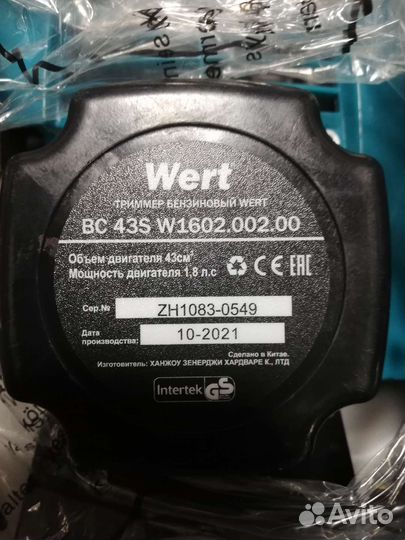 Wert
ТРИММЕР БЕНЗИНОВЫЙ WERT
BC 43S W1602.002.00
Объем двигателя 43см³
Мощность двигателя 1,8 л.с
CE EAC
Сер.№ ZH1083-0549
Дата производства: 10-2021
Сделано в Китае.
Изготовитель: ХАНЖОУ ЗЕНЕРДЖИ ХАРДВАРЕ К., ЛТД
Intertek GS
Avito